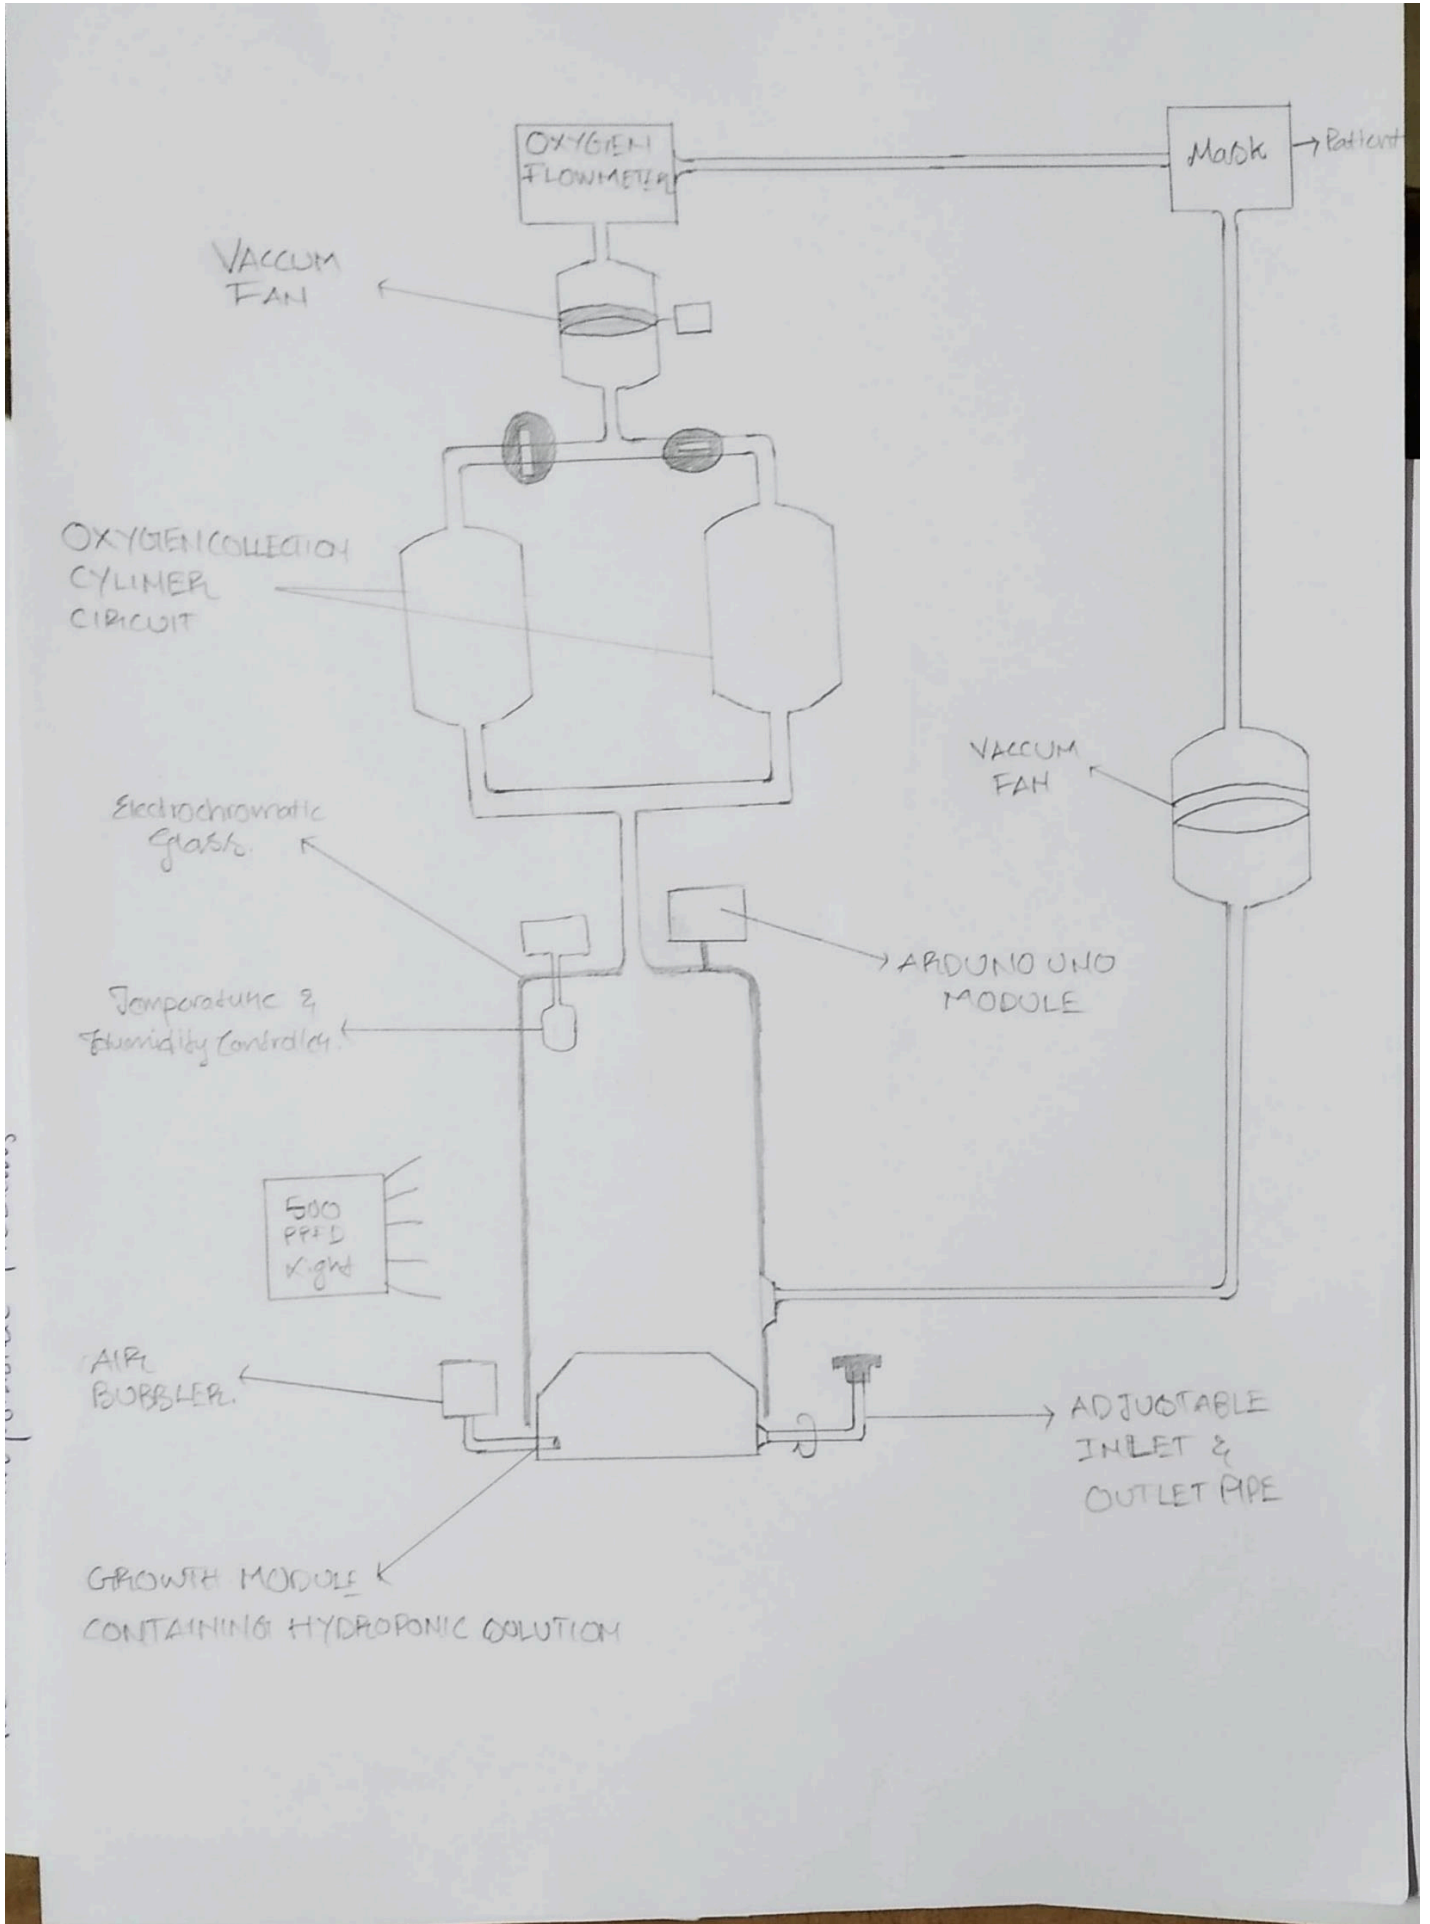 OXYGEN
FLOWMETER
Mask
Patient
VACCUM
FAN
OXYGEN COLLECTION
CYLINER
CIRCUIT
VACCUM
FAN
Electrochromatic
Glass.
ARDUNO UNO
MODULE
Temperature &
Humidity Controller.
500
PPFD
Light
AIR
BUBBLER.
ADJUSTABLE
INLET &
OUTLET PIPE
GROWTH MODULE
CONTAINING HYDROPONIC SOLUTION